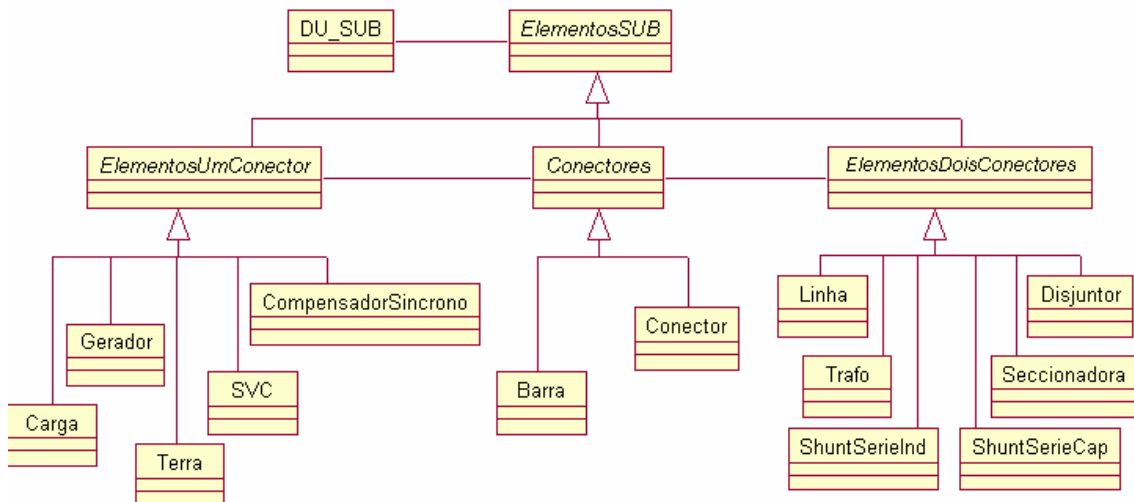 DU_SUB
ElementosSUB
ElementosUmConector
Conectores
ElementosDoisConectores
CompensadorSincrono
Linha
Disjuntor
Gerador
Conector
SVC
Barra
Trafo
Seccionadora
Carga
Terra
ShuntSerieInd
ShuntSerieCap